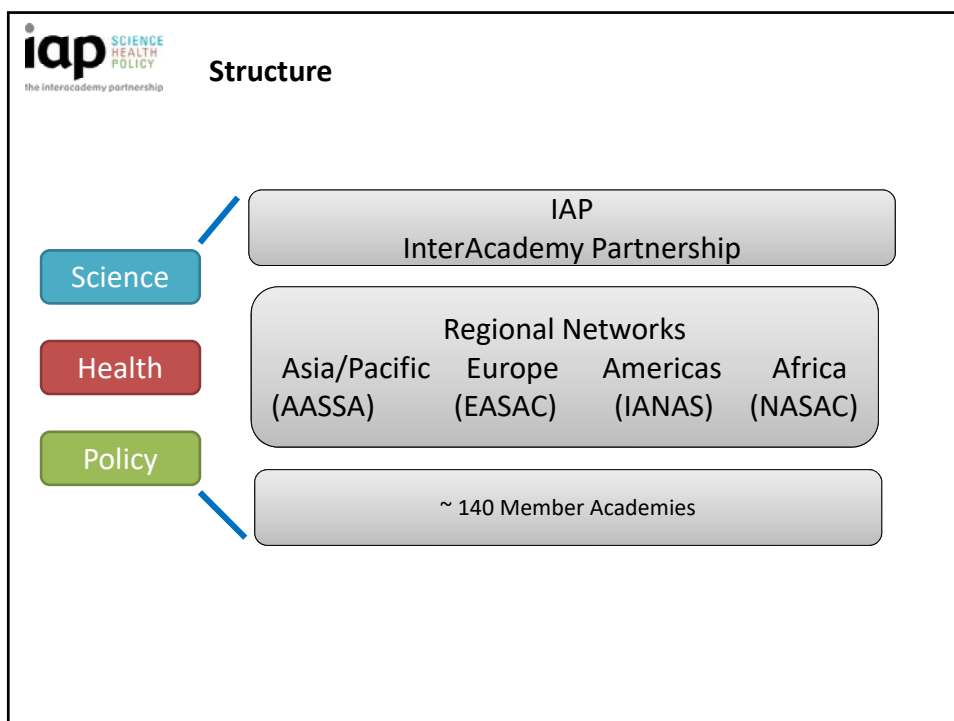 iap SCIENCE
HEALTH
POLICY
the interacademy partnership
Structure
IAP
InterAcademy Partnership
Science
Health
Policy
Regional Networks
Asia/Pacific Europe Americas Africa
(AASSA) (EASAC) (IANAS) (NASAC)
~ 140 Member Academies